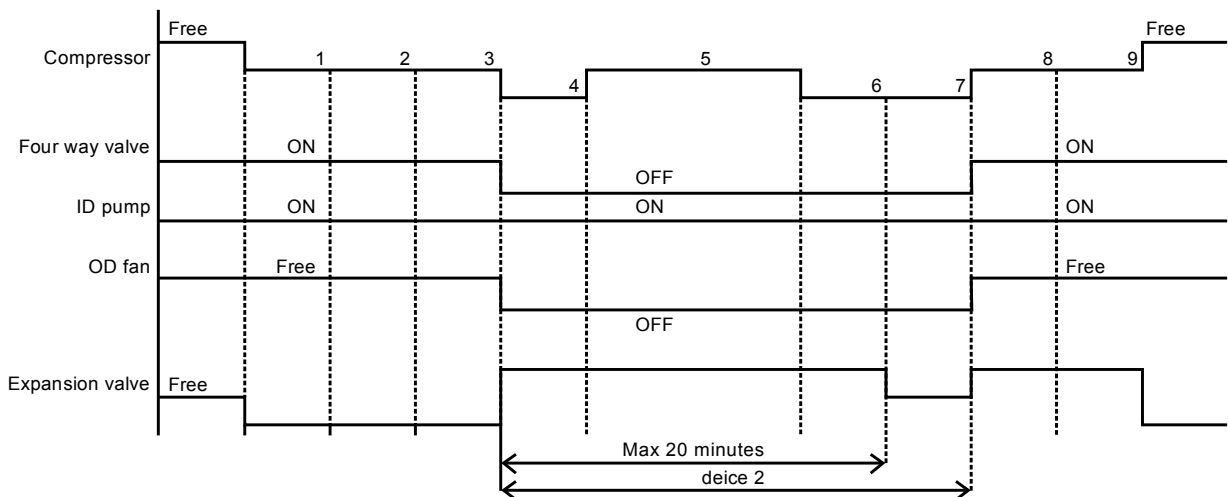 Free Free
Compressor 1 2 3 4 5 6 7 8 9
Four way valve ON OFF ON
ID pump ON ON ON
OD fan Free OFF Free
Expansion valve Free
Max 20 minutes
deice 2